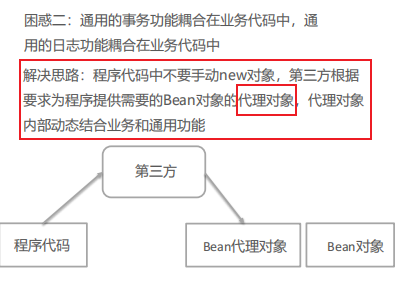 困惑二：通用的事务功能耦合在业务代码中，通
用的日志功能耦合在业务代码中
解决思路：程序代码中不要手动new对象，第三方根据
要求为程序提供需要的Bean对象的代理对象，代理对象
内部动态结合业务和通用功能
第三方
程序代码
Bean代理对象
Bean对象